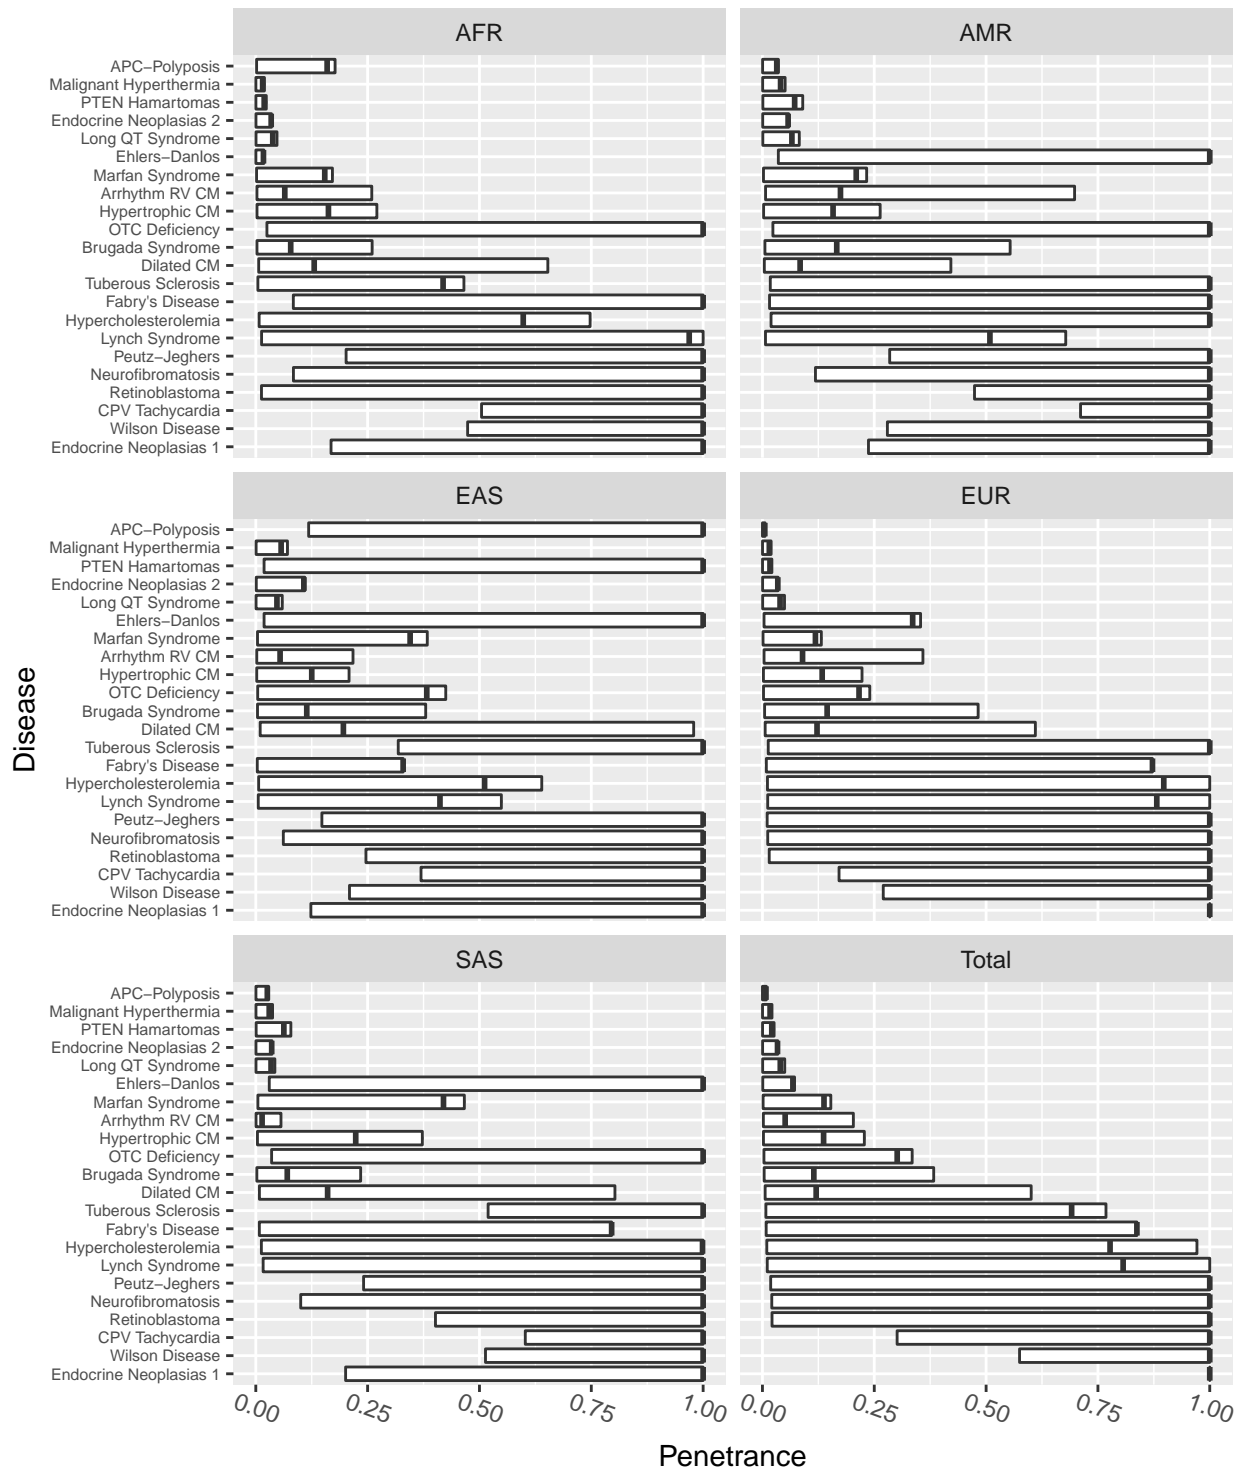 AFR
AMR
APC−Polyposis
Malignant Hyperthermia
PTEN Hamartomas
Endocrine Neoplasias 2
Long QT Syndrome
Ehlers−Danlos
Marfan Syndrome
Arrhythm RV CM
Hypertrophic CM
OTC Deficiency
Brugada Syndrome
Dilated CM
Tuberous Sclerosis
Fabry's Disease
Hypercholesterolemia
Lynch Syndrome
Peutz−Jeghers
Neurofibromatosis
Retinoblastoma
CPV Tachycardia
Wilson Disease
Endocrine Neoplasias 1
EAS
EUR
APC−Polyposis
Malignant Hyperthermia
PTEN Hamartomas
Endocrine Neoplasias 2
Long QT Syndrome
Ehlers−Danlos
Marfan Syndrome
Arrhythm RV CM
Hypertrophic CM
OTC Deficiency
Brugada Syndrome
Dilated CM
Tuberous Sclerosis
Fabry's Disease
Hypercholesterolemia
Lynch Syndrome
Peutz−Jeghers
Neurofibromatosis
Retinoblastoma
CPV Tachycardia
Wilson Disease
Endocrine Neoplasias 1
Disease
SAS
Total
APC−Polyposis
Malignant Hyperthermia
PTEN Hamartomas
Endocrine Neoplasias 2
Long QT Syndrome
Ehlers−Danlos
Marfan Syndrome
Arrhythm RV CM
Hypertrophic CM
OTC Deficiency
Brugada Syndrome
Dilated CM
Tuberous Sclerosis
Fabry's Disease
Hypercholesterolemia
Lynch Syndrome
Peutz−Jeghers
Neurofibromatosis
Retinoblastoma
CPV Tachycardia
Wilson Disease
Endocrine Neoplasias 1
0.00 0.25 0.50 0.75 1.00
0.00 0.25 0.50 0.75 1.00
Penetrance